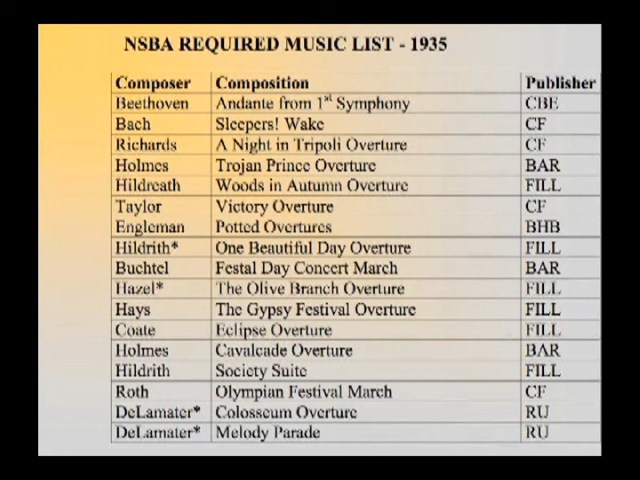 NSBA REQUIRED MUSIC LIST - 1935
Composer Composition Publisher
Beethoven Andante from 1st Symphony CBE
Bach Sleepers! Wake CF
Richards A Night in Tripoli Overture CF
Holmes Trojan Prince Overture BAR
Hildreath Woods in Autumn Overture FILL
Taylor Victory Overture CF
Engleman Potted Overtures BHB
Hildrith* One Beautiful Day Overture FILL
Buchtel Festal Day Concert March BAR
Hazel* The Olive Branch Overture FILL
Hays The Gypsy Festival Overture FILL
Coate Eclipse Overture FILL
Holmes Cavalcade Overture BAR
Hildrith Society Suite FILL
Roth Olympian Festival March CF
DeLamater* Colosseum Overture RU
DeLamater* Melody Parade RU